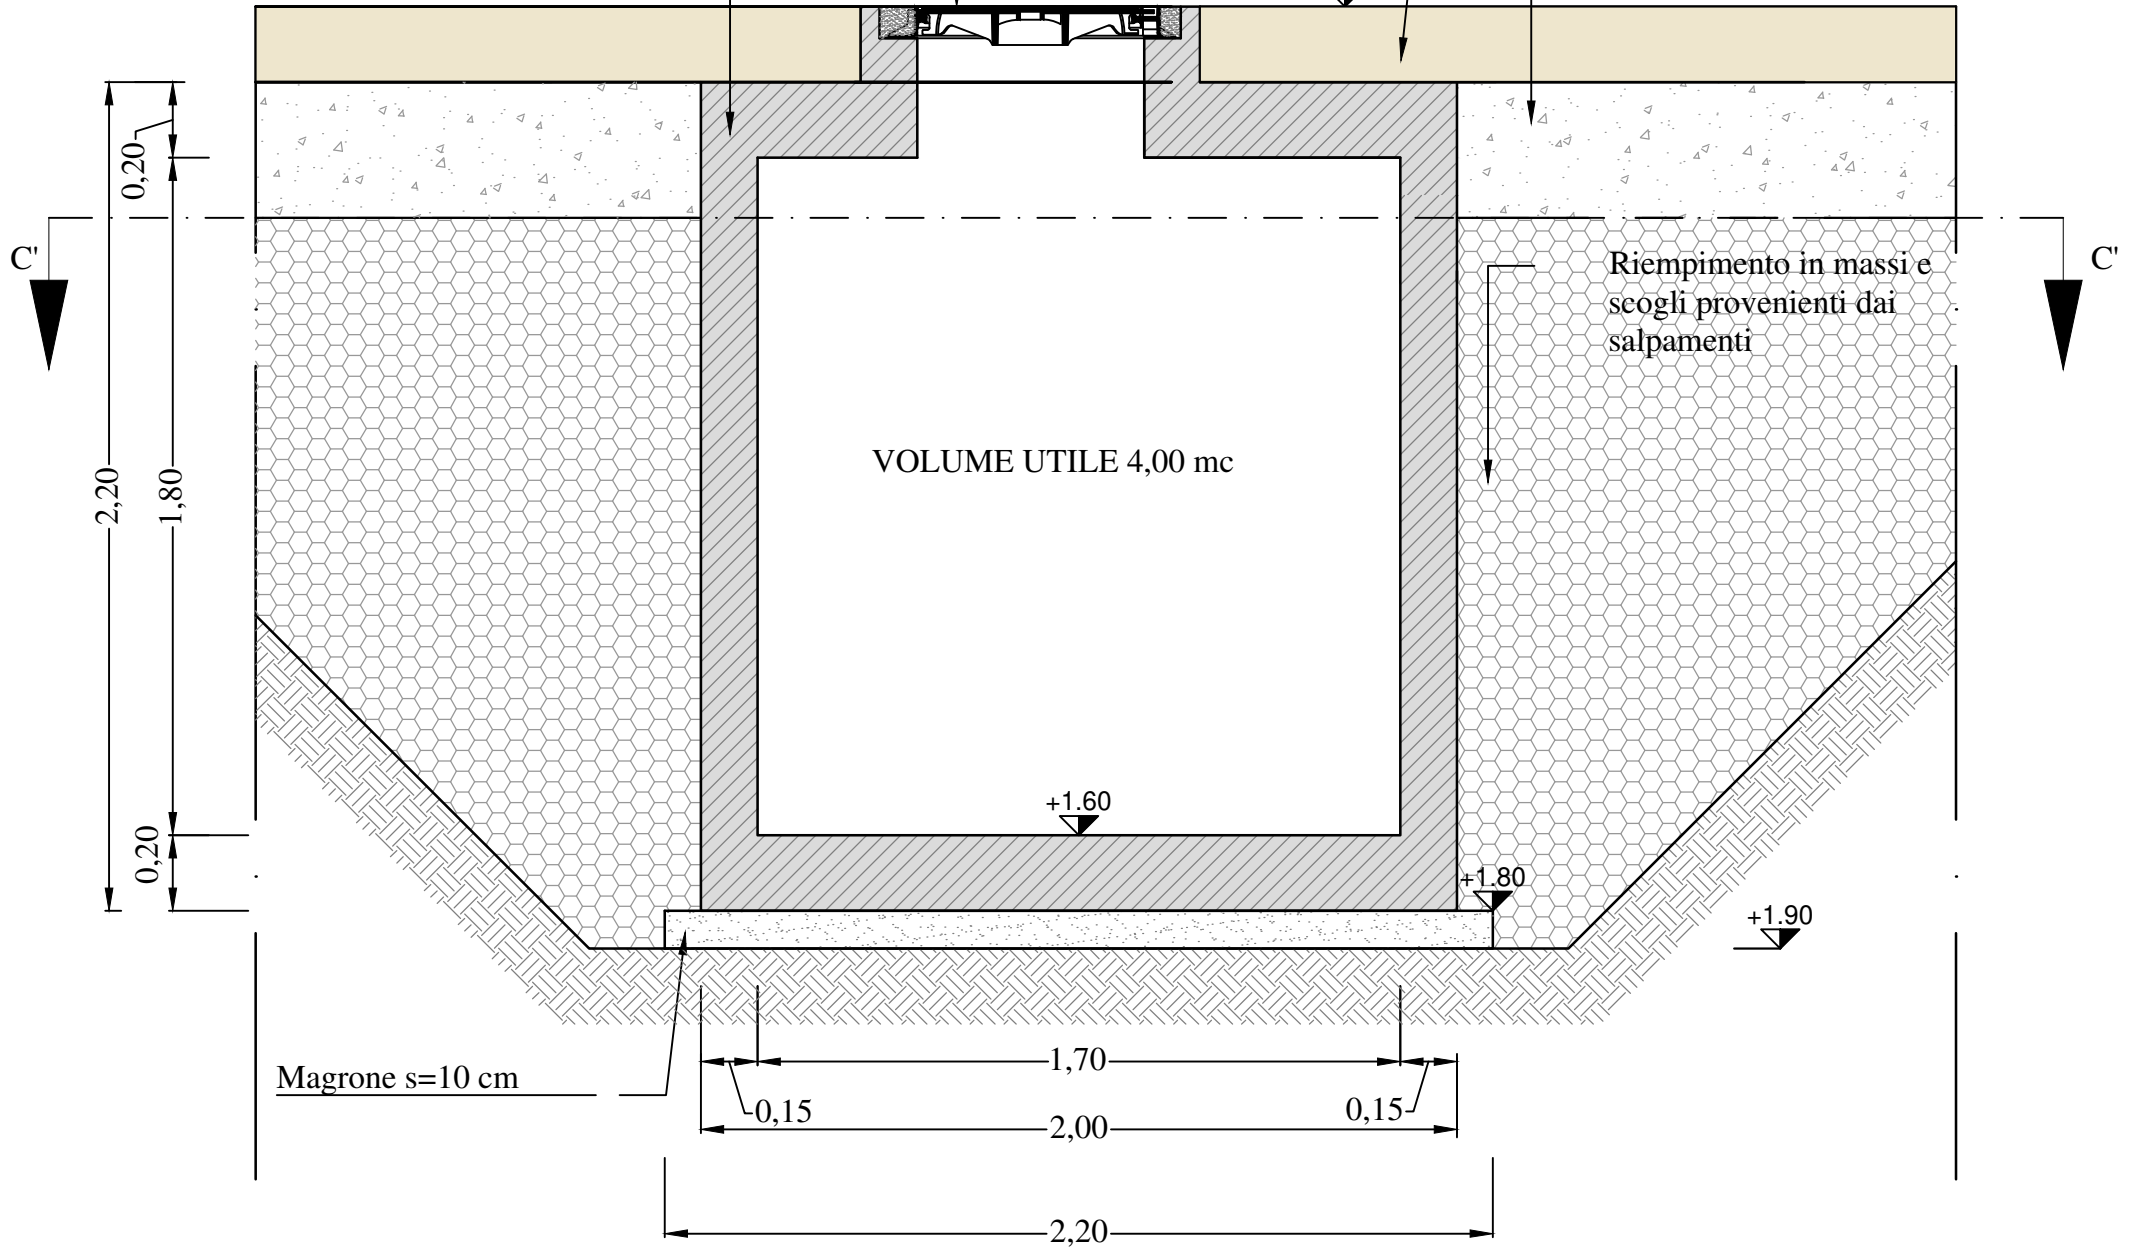 0,20
C'
C'
Riempimento in massi e
scogli provenienti dai
salpamenti
VOLUME UTILE 4,00 mc
2,20
1,80
+1.60
0,20
+1.80
+1.90
1,70
Magrone s=10 cm
0,15
0,15
2,00
2,20